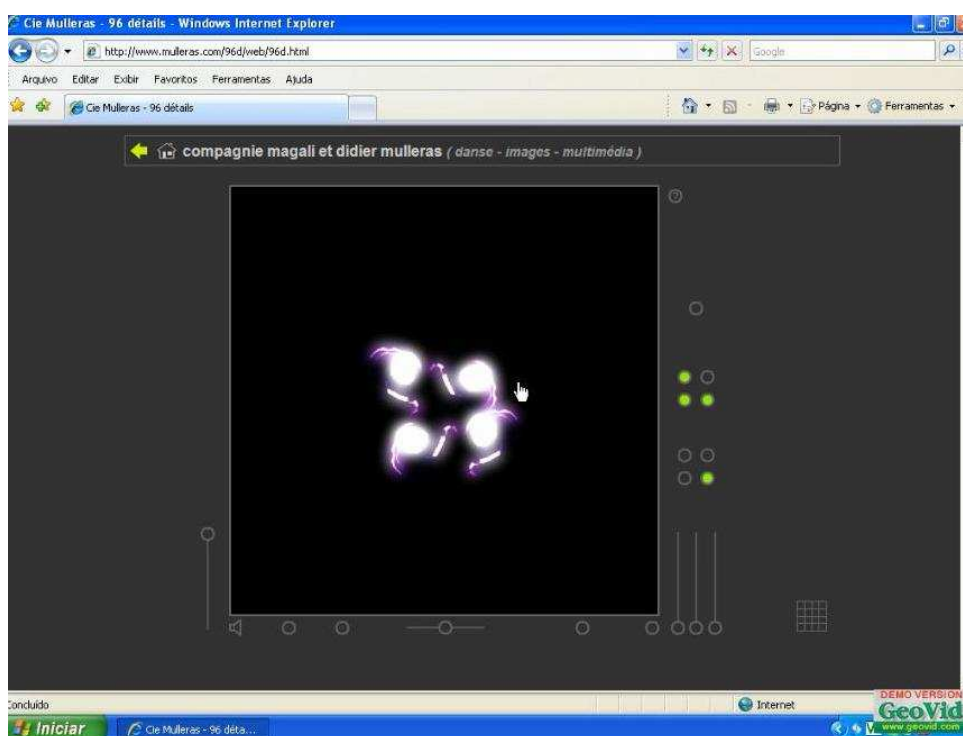 Cie Mulleras - 96 détails - Windows Internet Explorer
http://www.mulleras.com/96d/web/96d.html
Google
Arquivo Editar Exibir Favoritos Ferramentas Ajuda
Cie Mulleras - 96 détails
Página
Ferramentas
compagnie magali et didier mulleras ( danse - images - multimédia )
?
Concluído
Internet
DEMO VERSION
GeoVid
www.geovid.com
Iniciar
Cie Mulleras - 96 déta...